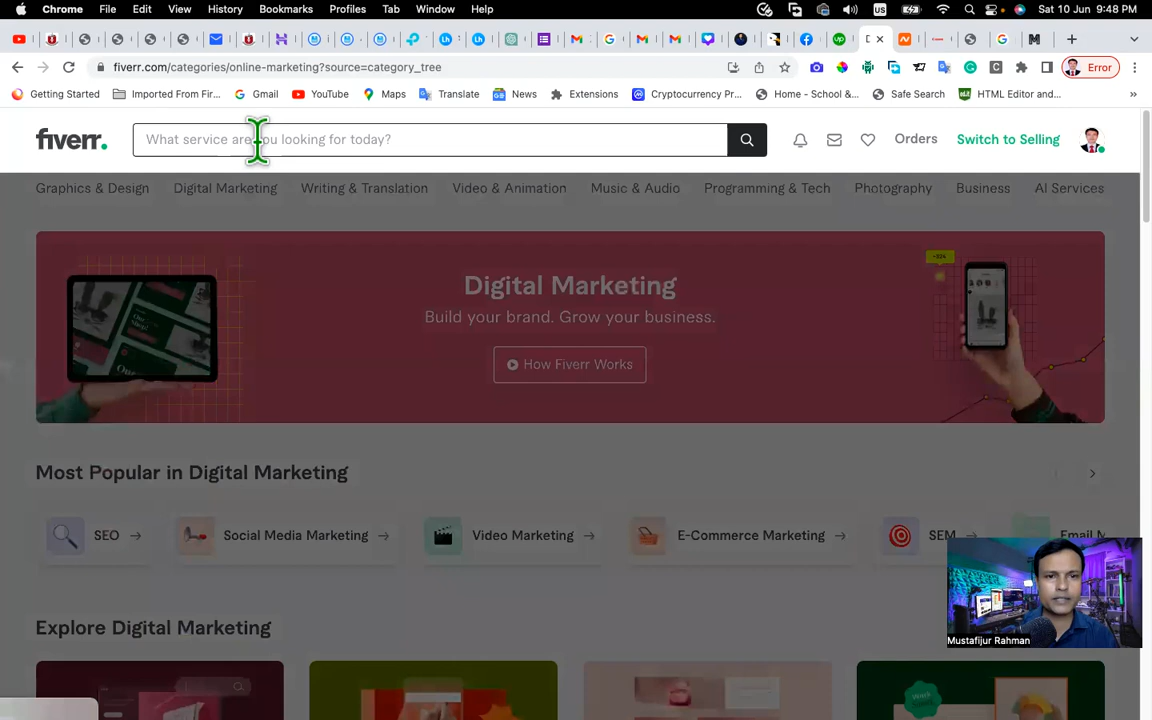 Chrome File Edit View History Bookmarks Profiles Tab Window Help US Sat 10 Jun 9:48 PM
fiverr.com/categories/online-marketing?source=category_tree Error
Getting Started Imported From Fir... Gmail YouTube Maps Translate News Extensions Cryptocurrency Pr... Home - School &... Safe Search HTML Editor and... »
fiverr. What service are you looking for today? Orders Switch to Selling
Graphics & Design Digital Marketing Writing & Translation Video & Animation Music & Audio Programming & Tech Photography Business AI Services
Digital Marketing
Build your brand. Grow your business.
How Fiverr Works
Most Popular in Digital Marketing
SEO → Social Media Marketing → Video Marketing → E-Commerce Marketing → SEM → Email M
Mustafijur Rahman
Explore Digital Marketing